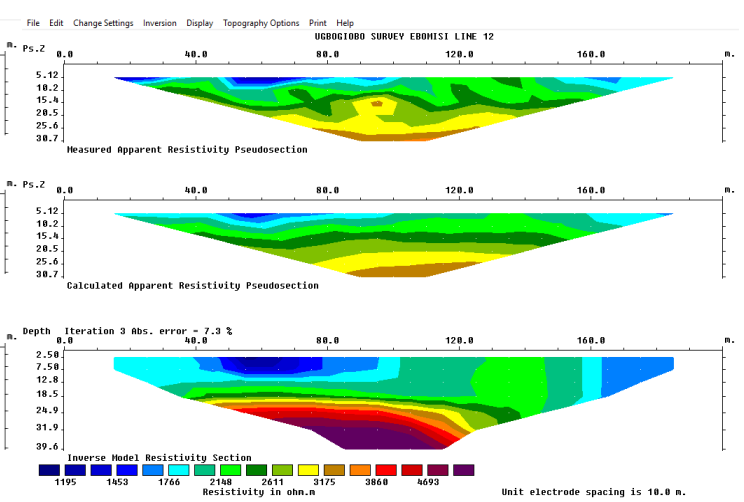 File Edit Change Settings Inversion Display Topography Options Print Help
UGBOGIOBO SURVEY EBOMISI LINE 12
m. Ps.Z 0.0 40.0 80.0 120.0 160.0 m.
5.12
10.2
15.4
20.5
25.6
30.7
Measured Apparent Resistivity Pseudosection
m. Ps.Z 0.0 40.0 80.0 120.0 160.0 m.
5.12
10.2
15.4
20.5
25.6
30.7
Calculated Apparent Resistivity Pseudosection
Depth Iteration 3 Abs. error = 7.3 %
m. 0.0 40.0 80.0 120.0 160.0 m.
2.50
7.50
12.8
18.5
24.9
31.9
39.6
Inverse Model Resistivity Section
1195 1453 1766 2148 2611 3175 3860 4693
Resistivity in ohm.m Unit electrode spacing is 10.0 m.